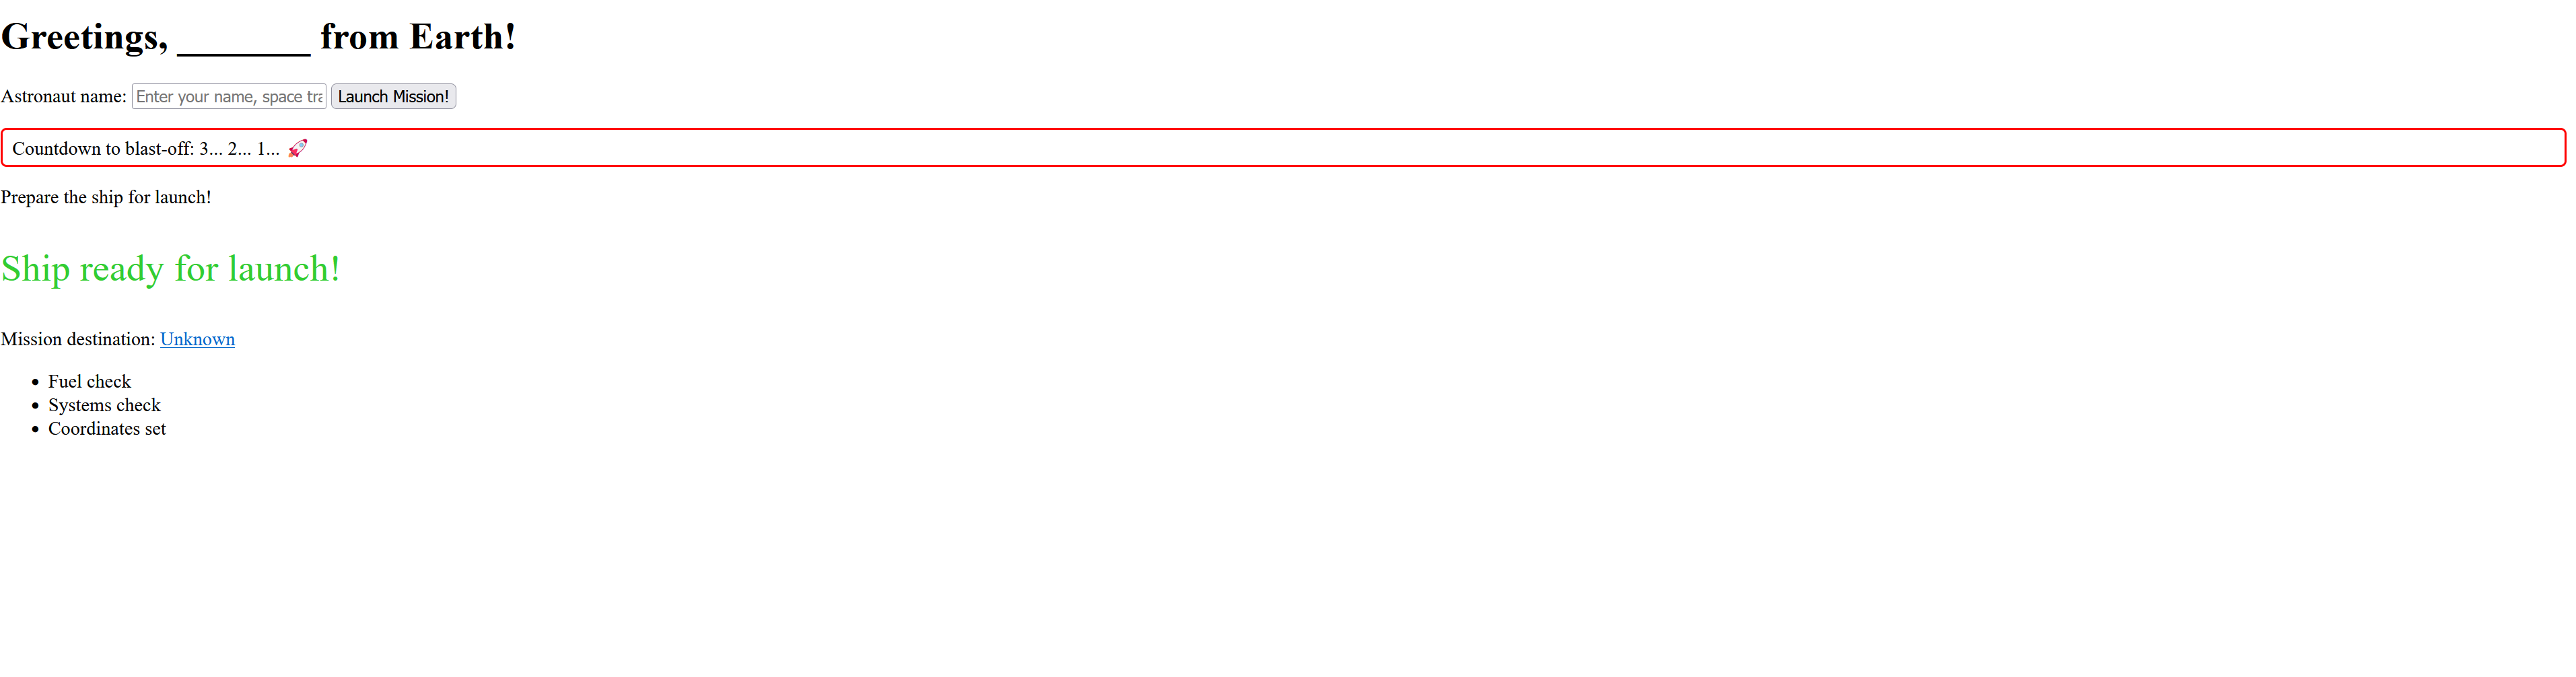 Greetings, _______ from Earth!
Astronaut name: Enter your name, space tra Launch Mission!
Countdown to blast-off: 3... 2... 1... 🚀
Prepare the ship for launch!
Ship ready for launch!
Mission destination: Unknown
• Fuel check
• Systems check
• Coordinates set